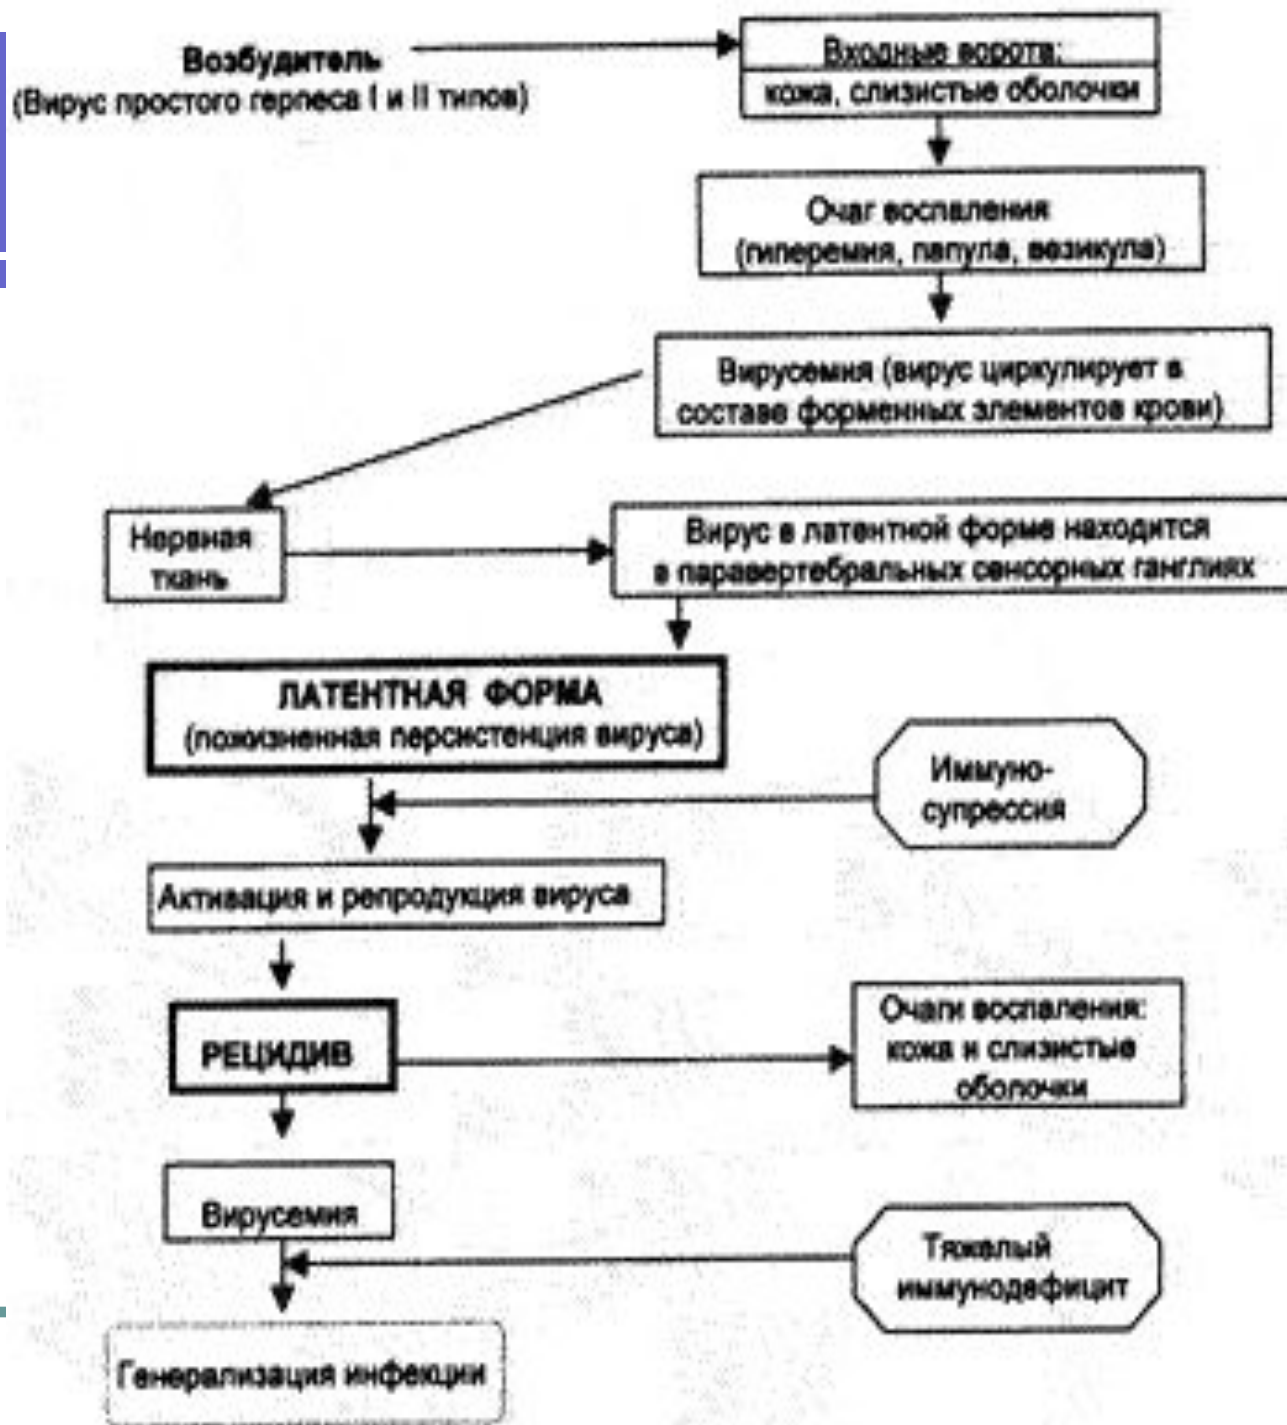 Возбудитель
(Вирус простого герпеса I и II типов)
Входные ворота:
кожа, слизистые оболочки
Очаг воспаления
(гиперемия, папула, везикула)
Вирусемия (вирус циркулирует в
составе форменных элементов крови)
Нервная
ткань
Вирус в латентной форме находится
в паравертебральных сенсорных ганглиях
ЛАТЕНТНАЯ ФОРМА
(пожизненная персистенция вируса)
Иммуно-
супрессия
Активация и репродукция вируса
РЕЦИДИВ
Очаги воспаления:
кожа и слизистые
оболочки
Вирусемия
Тяжелый
иммунодефицит
Генерализация инфекции